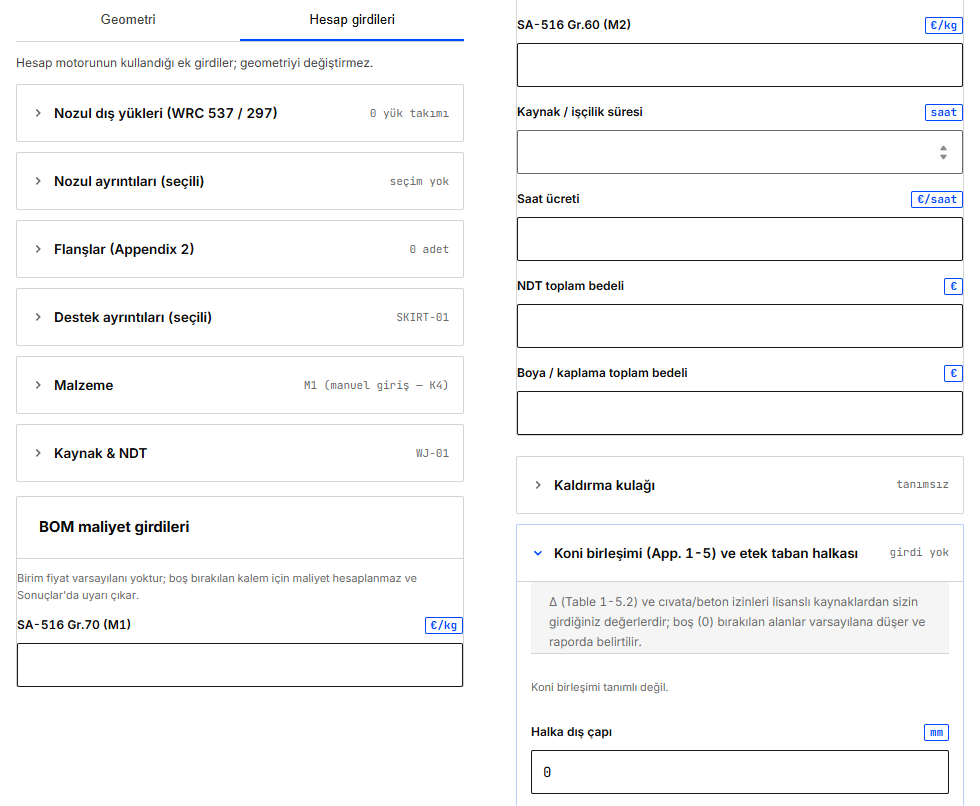 Geometri
Hesap girdileri
Hesap motorunun kullandığı ek girdiler; geometriyi değiştirmez.
Nozul dış yükleri (WRC 537 / 297)
0 yük takımı
Nozul ayrıntıları (seçili)
seçim yok
Flanşlar (Appendix 2)
0 adet
Destek ayrıntıları (seçili)
SKIRT-01
Malzeme
M1 (manuel giriş — K4)
Kaynak & NDT
WJ-01
BOM maliyet girdileri
Birim fiyat varsayılanı yoktur; boş bırakılan kalem için maliyet hesaplanmaz ve
Sonuçlar'da uyarı çıkar.
SA-516 Gr.70 (M1)
€/kg
SA-516 Gr.60 (M2)
€/kg
Kaynak / işçilik süresi
saat
Saat ücreti
€/saat
NDT toplam bedeli
€
Boya / kaplama toplam bedeli
€
Kaldırma kulağı
tanımsız
Koni birleşimi (App. 1-5) ve etek taban halkası
girdi yok
Δ (Table 1-5.2) ve cıvata/beton izinleri lisanslı kaynaklardan sizin
girdiğiniz değerlerdir; boş (0) bırakılan alanlar varsayılana düşer ve
raporda belirtilir.
Koni birleşimi tanımlı değil.
Halka dış çapı
mm
0